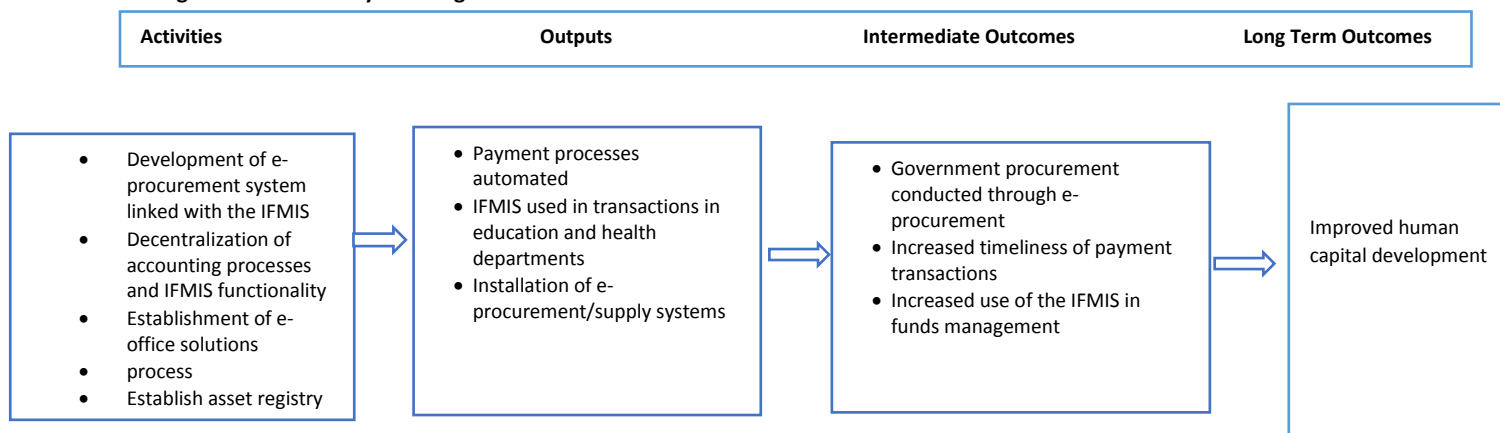 Activities Outputs Intermediate Outcomes Long Term Outcomes
• Development of e-
procurement system
linked with the IFMIS
• Decentralization of
accounting processes
and IFMIS functionality
• Establishment of e-
office solutions
• process
• Establish asset registry
• Payment processes
automated
• IFMIS used in transactions in
education and health
departments
• Installation of e-
procurement/supply systems
• Government procurement
conducted through e-
procurement
• Increased timeliness of payment
transactions
• Increased use of the IFMIS in
funds management
Improved human
capital development